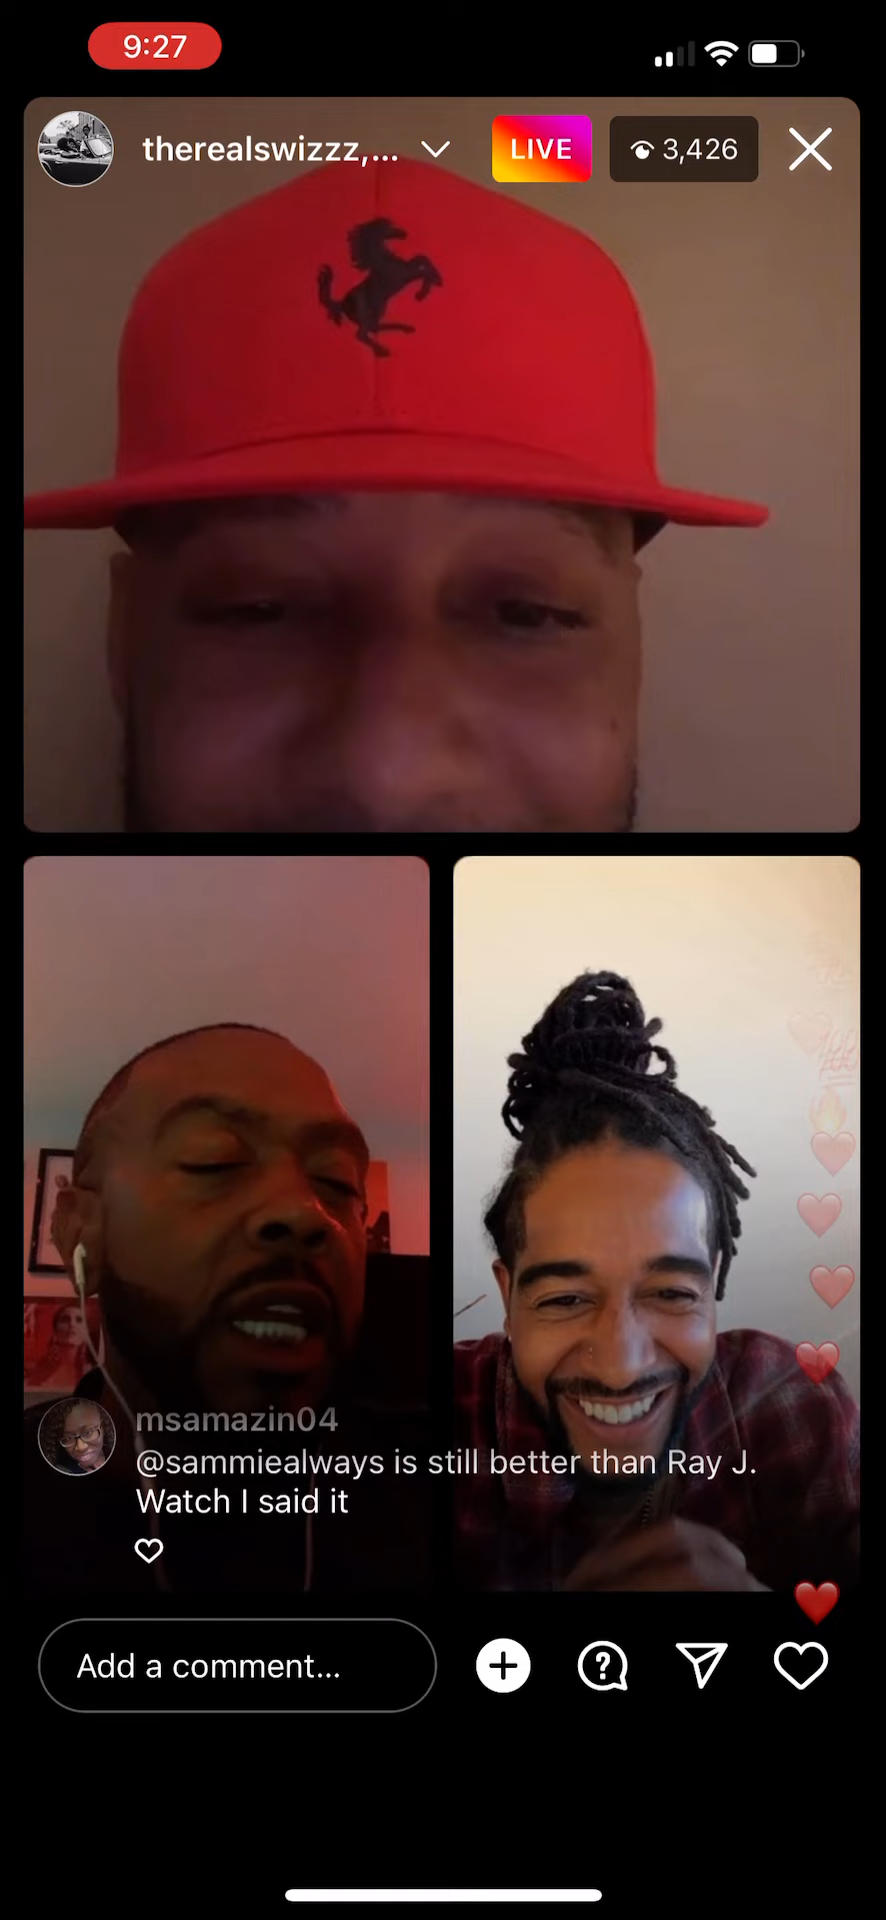 9:27
therealswizzz,...
LIVE
3,426
msamazin04
@sammiealways is still better than Ray J.
Watch I said it
Add a comment...